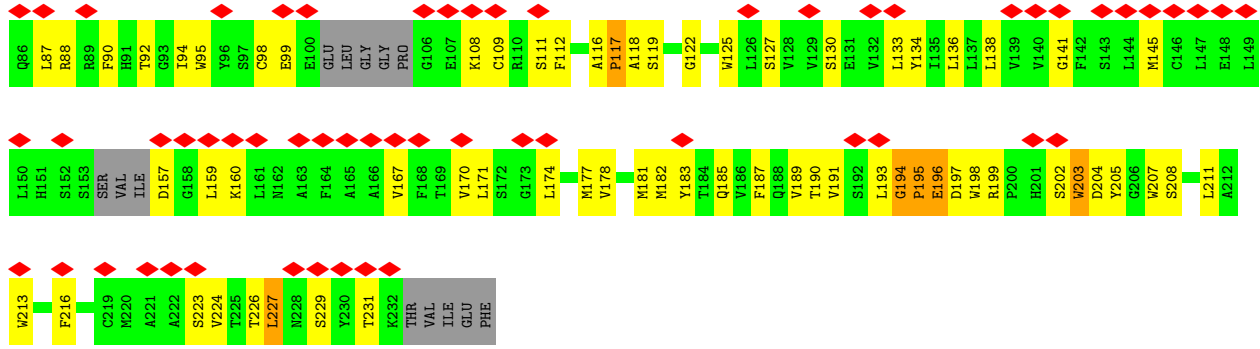 Q86 L87 R88 R89 F90 H91 T92 G93 I94 W95 Y96 S97 C98 E99 E100 GLU LEU GLY GLY PRO G106 E107 K108 C109 R110 S111 F112 A116 P117 A118 S119 G122 W125 L126 S127 V128 V129 S130 E131 V132 L133 Y134 I135 L136 L137 L138 V139 V140 G141 F142 S143 L144 M145 C146 L147 E148 L149
L150 H151 S152 S153 SER VAL ILE D157 G158 L159 K160 L161 N162 A163 F164 A165 A166 V167 F168 T169 V170 L171 S172 G173 L174 M177 V178 M181 M182 Y183 T184 Q185 V186 F187 Q188 V189 T190 V191 S192 L193 G194 P195 E196 D197 W198 R199 P200 H201 S202 W203 D204 Y205 G206 W207 S208 L211 A212
W213 F216 C219 M220 A221 A222 S223 V224 T225 T226 L227 N228 S229 Y230 T231 K232 THR VAL ILE GLU PHE